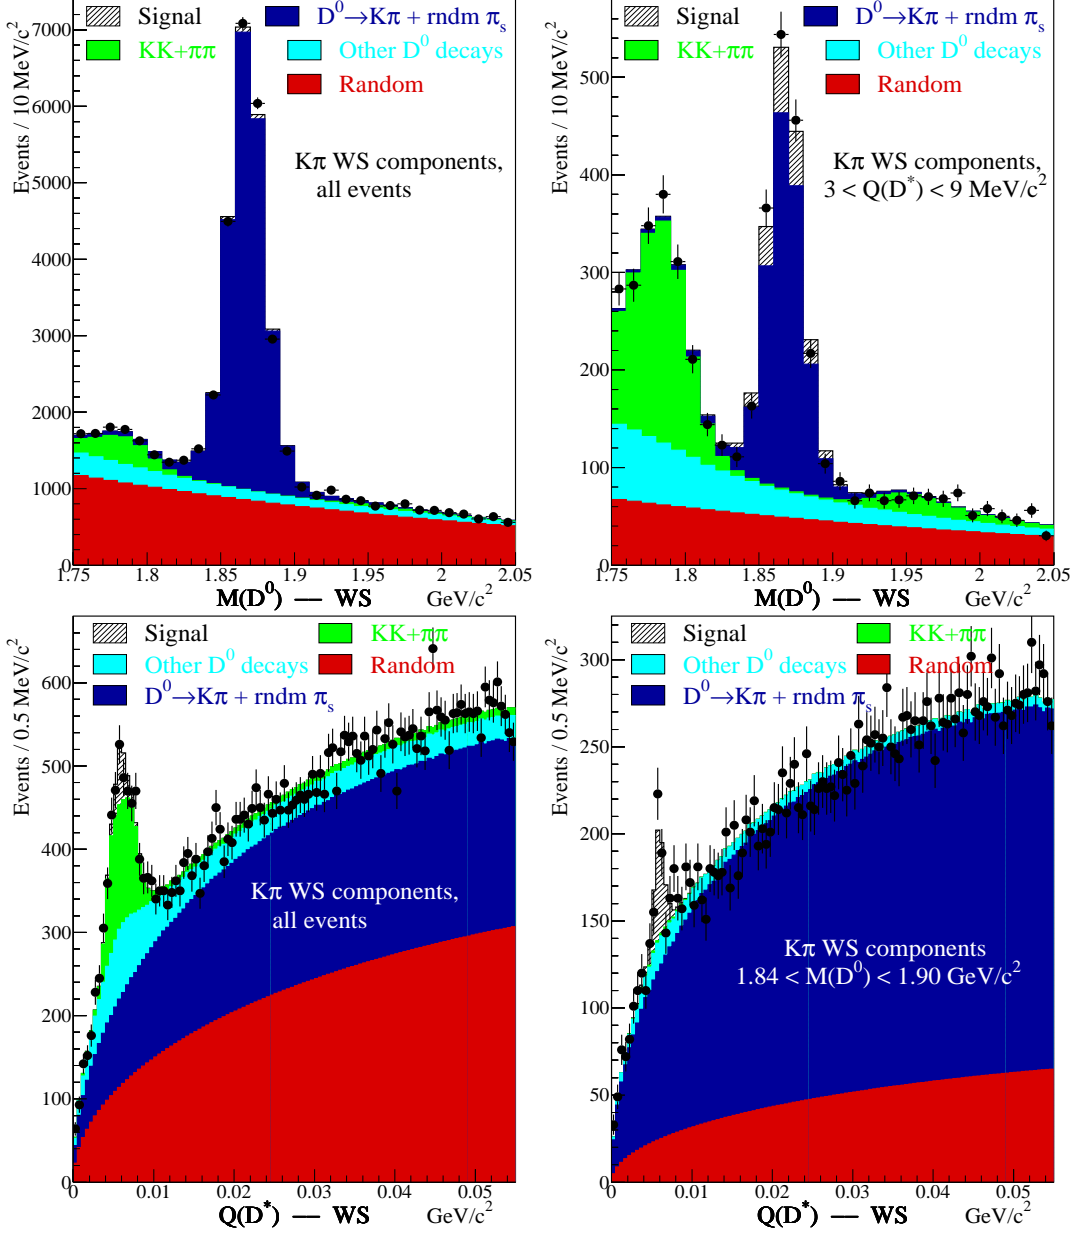 Signal
D⁰→Kπ + rndm πₛ
KK+ππ
Other D⁰ decays
Random
Kπ WS components,
all events
Events / 10 MeV/c²
7000
6000
5000
4000
3000
2000
1000
0
1.75
1.8
1.85
1.9
1.95
2
2.05
M(D⁰) — WS
GeV/c²
Signal
D⁰→Kπ + rndm πₛ
KK+ππ
Other D⁰ decays
Random
Kπ WS components,
3 < Q(D*) < 9 MeV/c²
Events / 10 MeV/c²
500
400
300
200
100
0
1.75
1.8
1.85
1.9
1.95
2
2.05
M(D⁰) — WS
GeV/c²
Signal
KK+ππ
Other D⁰ decays
Random
D⁰→Kπ + rndm πₛ
Kπ WS components,
all events
Events / 0.5 MeV/c²
600
500
400
300
200
100
0
0
0.01
0.02
0.03
0.04
0.05
Q(D*) — WS
GeV/c²
Signal
KK+ππ
Other D⁰ decays
Random
D⁰→Kπ + rndm πₛ
Kπ WS components
1.84 < M(D⁰) < 1.90 GeV/c²
Events / 0.5 MeV/c²
300
250
200
150
100
50
0
0
0.01
0.02
0.03
0.04
0.05
Q(D*) — WS
GeV/c²